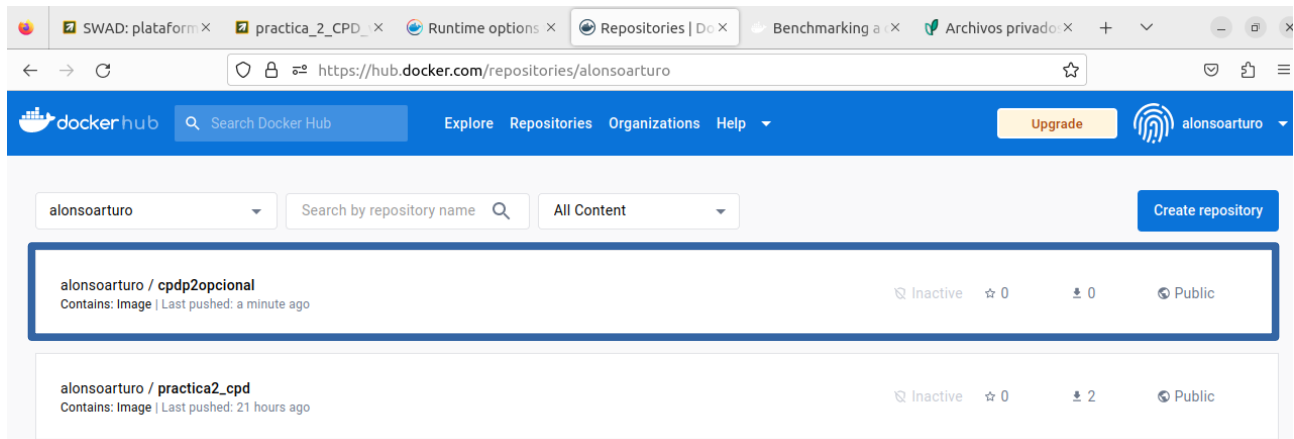 SWAD: plataform
practica_2_CPD_
Runtime options
Repositories | Do
Benchmarking a c
Archivos privado
https://hub.docker.com/repositories/alonsoarturo
dockerhub
Search Docker Hub
Explore
Repositories
Organizations
Help
Upgrade
alonsoarturo
alonsoarturo
Search by repository name
All Content
Create repository
alonsoarturo / cpdp2opcional
Inactive
0
0
Public
Contains: Image | Last pushed: a minute ago
alonsoarturo / practica2_cpd
Inactive
0
2
Public
Contains: Image | Last pushed: 21 hours ago